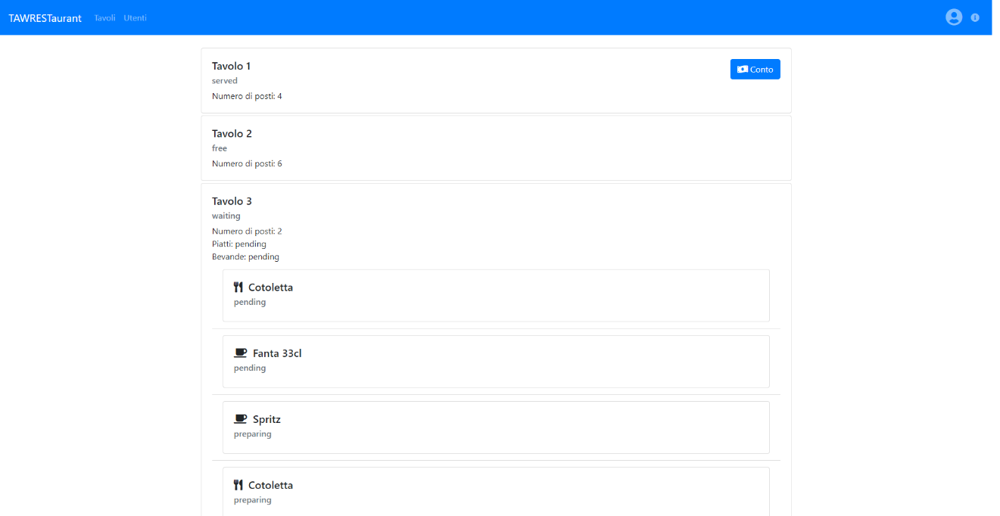 TAWRESTaurant Tavoli Utenti
Tavolo 1
Conto
served
Numero di posti: 4
Tavolo 2
free
Numero di posti: 6
Tavolo 3
waiting
Numero di posti: 2
Piatti: pending
Bevande: pending
Cotoletta
pending
Fanta 33cl
pending
Spritz
preparing
Cotoletta
preparing